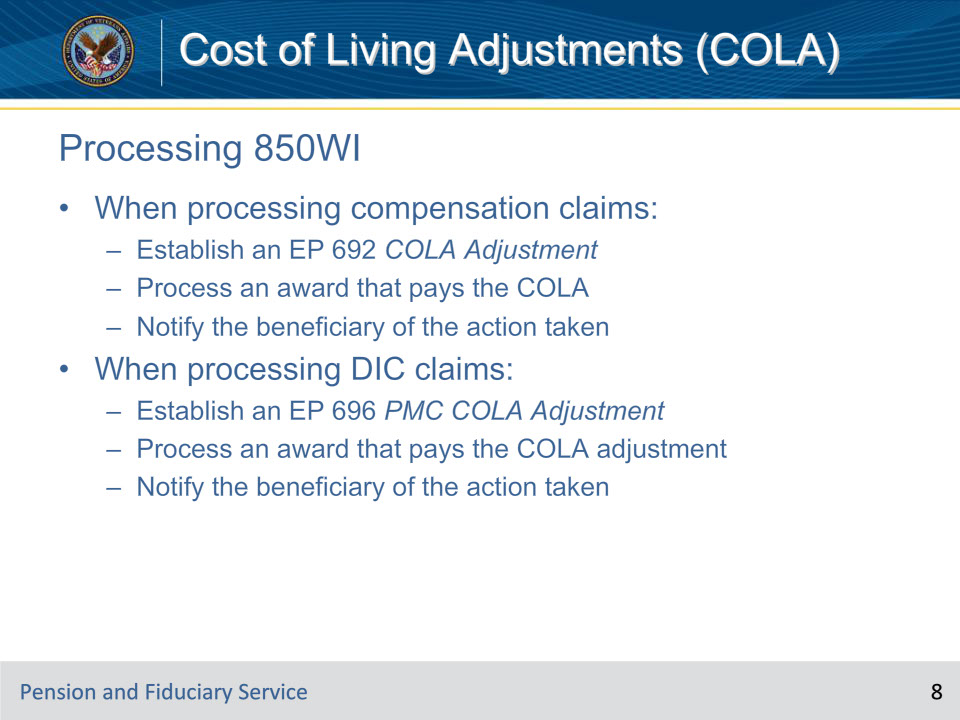 Cost of Living Adjustments (COLA)
Processing 850WI
• When processing compensation claims:
– Establish an EP 692 COLA Adjustment
– Process an award that pays the COLA
– Notify the beneficiary of the action taken
• When processing DIC claims:
– Establish an EP 696 PMC COLA Adjustment
– Process an award that pays the COLA adjustment
– Notify the beneficiary of the action taken
Pension and Fiduciary Service
8
DEPARTMENT OF VETERANS AFFAIRS
UNITED STATES OF AMERICA